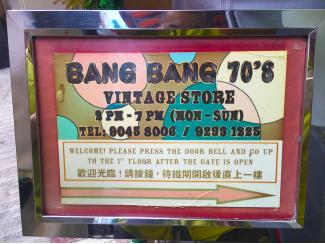 BANG BANG 70'S
VINTAGE STORE
2 PM - 7 PM (MON - SUN)
TEL: 9045 8006 / 9293 1225
WELCOME! PLEASE PRESS THE DOOR BELL AND GO UP
TO THE 1ST FLOOR AFTER THE GATE IS OPEN
歡迎光臨！請按鐘，待鐵閘開啟後直上一樓